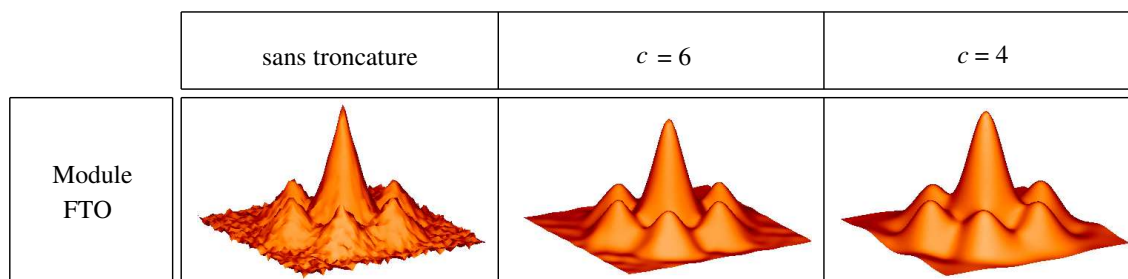 sans troncature
c = 6
c = 4
Module
FTO